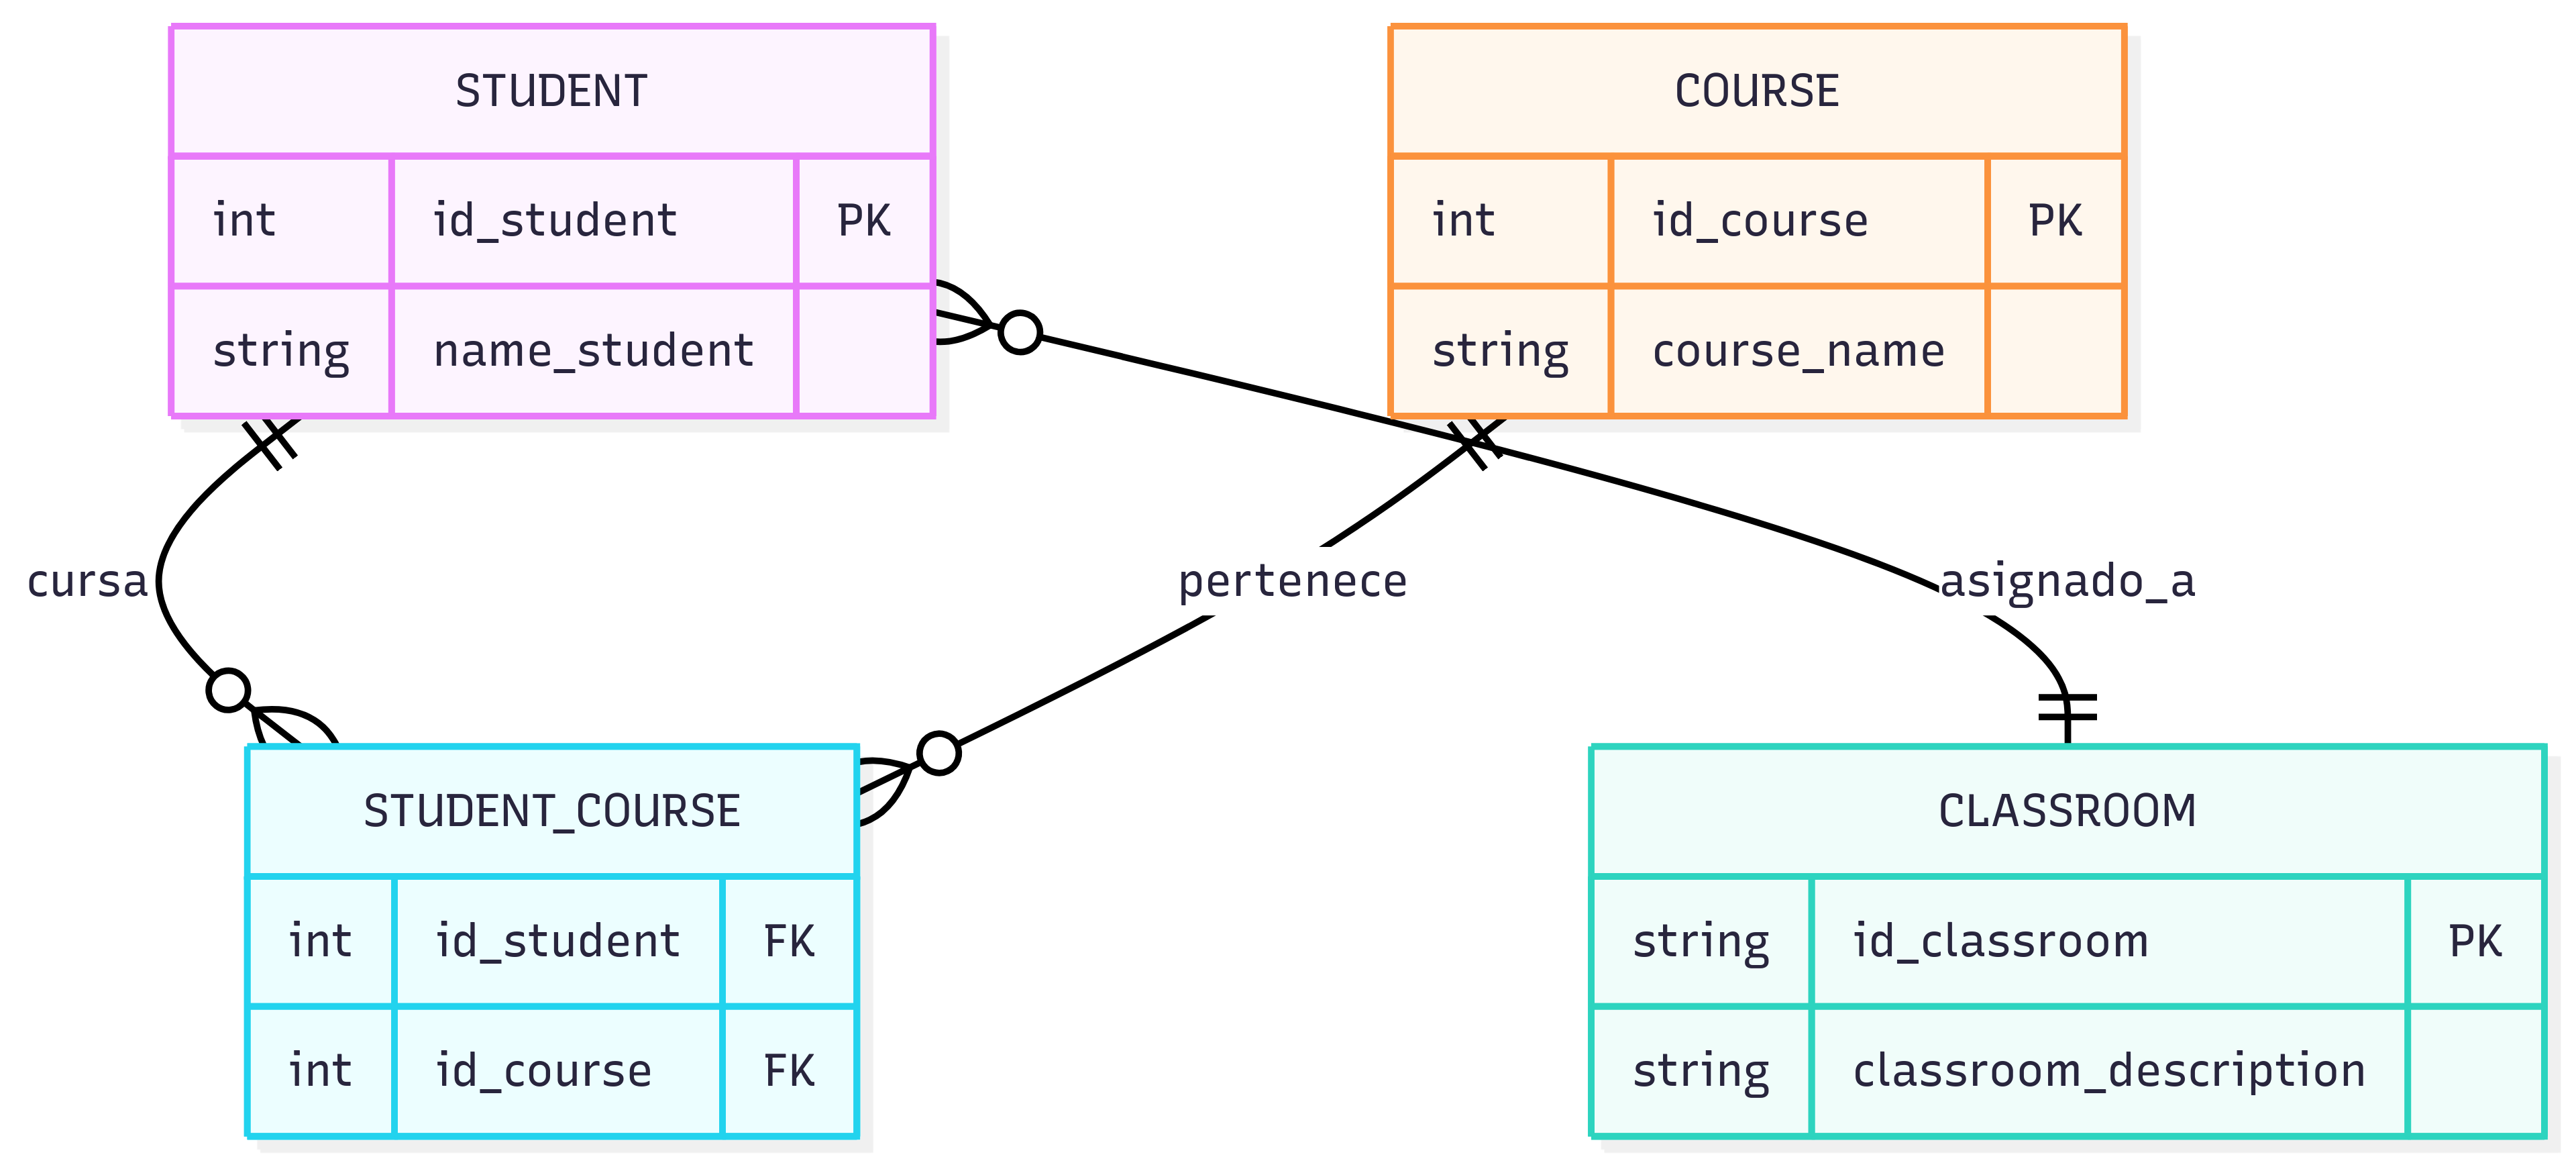 STUDENT
int id_student PK
string name_student
COURSE
int id_course PK
string course_name
cursa
pertenece
asignado_a
STUDENT_COURSE
int id_student FK
int id_course FK
CLASSROOM
string id_classroom PK
string classroom_description